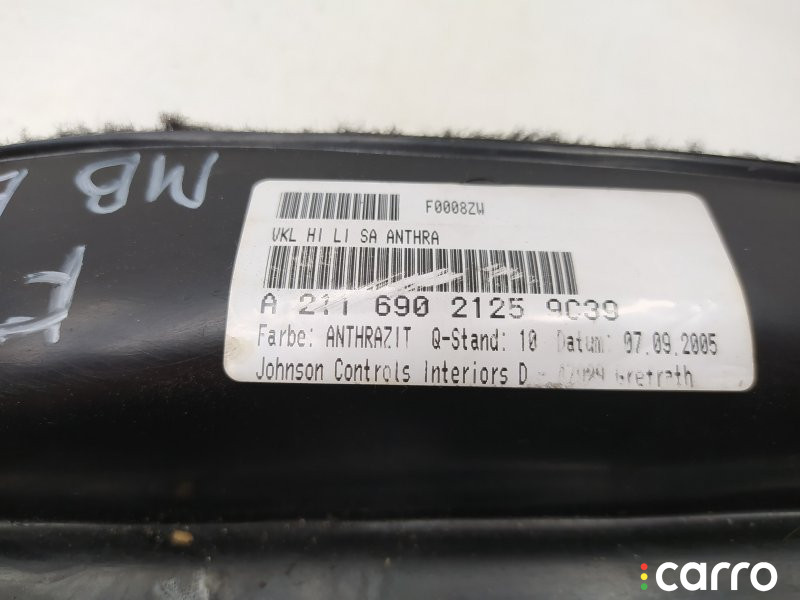 MB
F0008ZW
VKL HI LI SA ANTHRA
A 211 690 2125 9C39
Farbe: ANTHRAZIT Q-Stand: 10 Datum: 07.09.2005
Johnson Controls Interiors D - Grefrath
carro